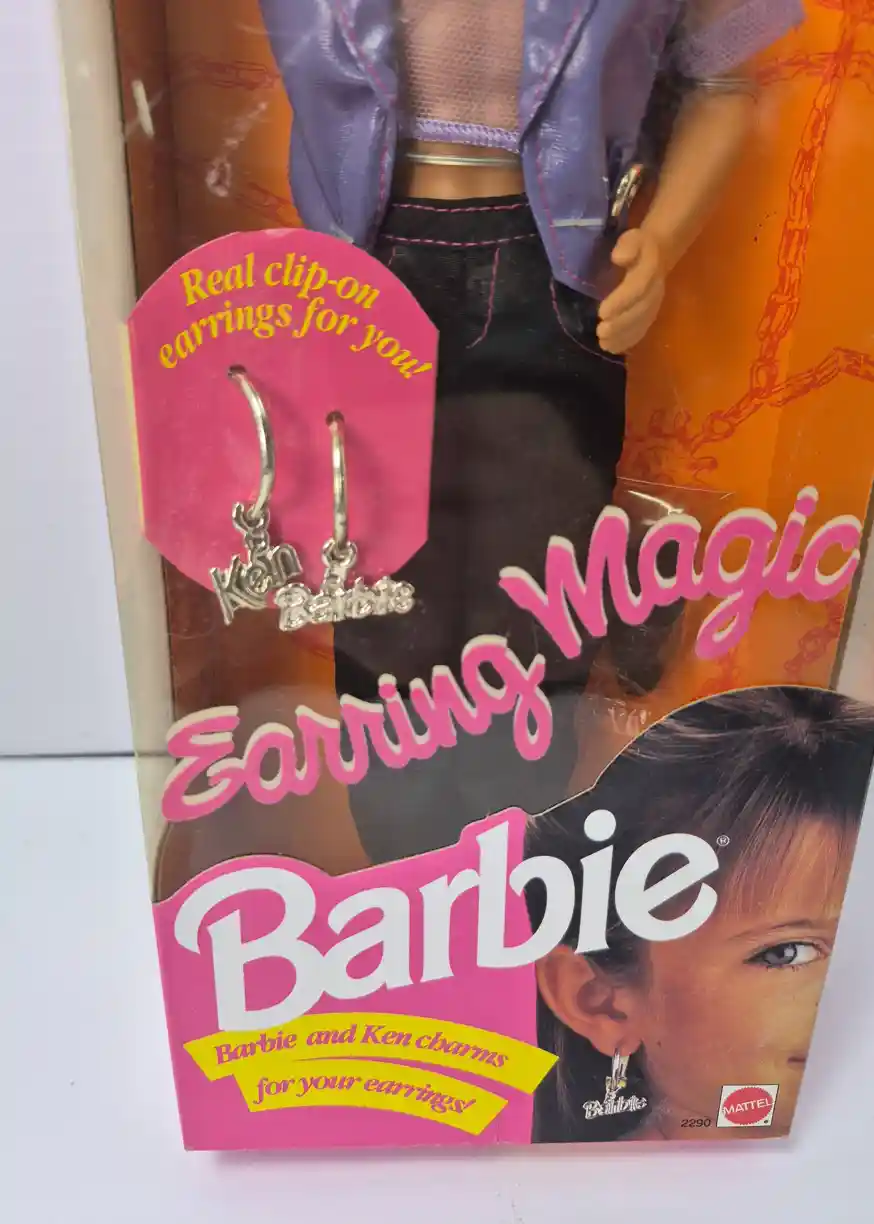 Real clip-on
earrings for you!
Ken
Barbie
Earring Magic
Barbie®
Barbie and Ken charms
for your earrings!
Barbie
2290
MATTEL